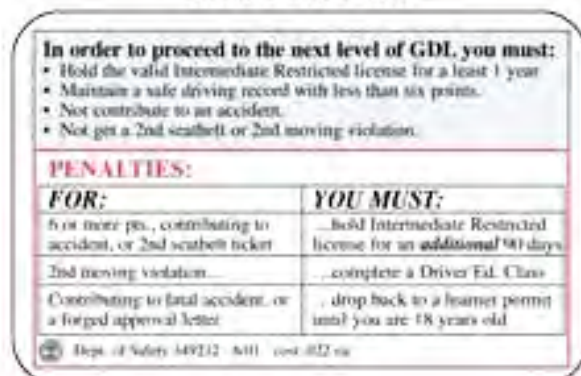 In order to proceed to the next level of GDL you must:
• Hold the valid Intermediate Restricted license for a least 1 year
• Maintain a safe driving record with less than six points.
• Not contribute to an accident.
• Not get a 2nd seatbelt or 2nd moving violation.
PENALTIES:
FOR: YOU MUST:
6 or more pts., contributing to
accident, or 2nd seatbelt ticket
...hold Intermediate Restricted
license for an additional 90 days
2nd moving violation...
...complete a Driver Ed. Class
Contributing to fatal accident, or
a forged approval letter
...drop back to a learner permit
until you are 18 years old
Dept. of Safety cost .022 ea